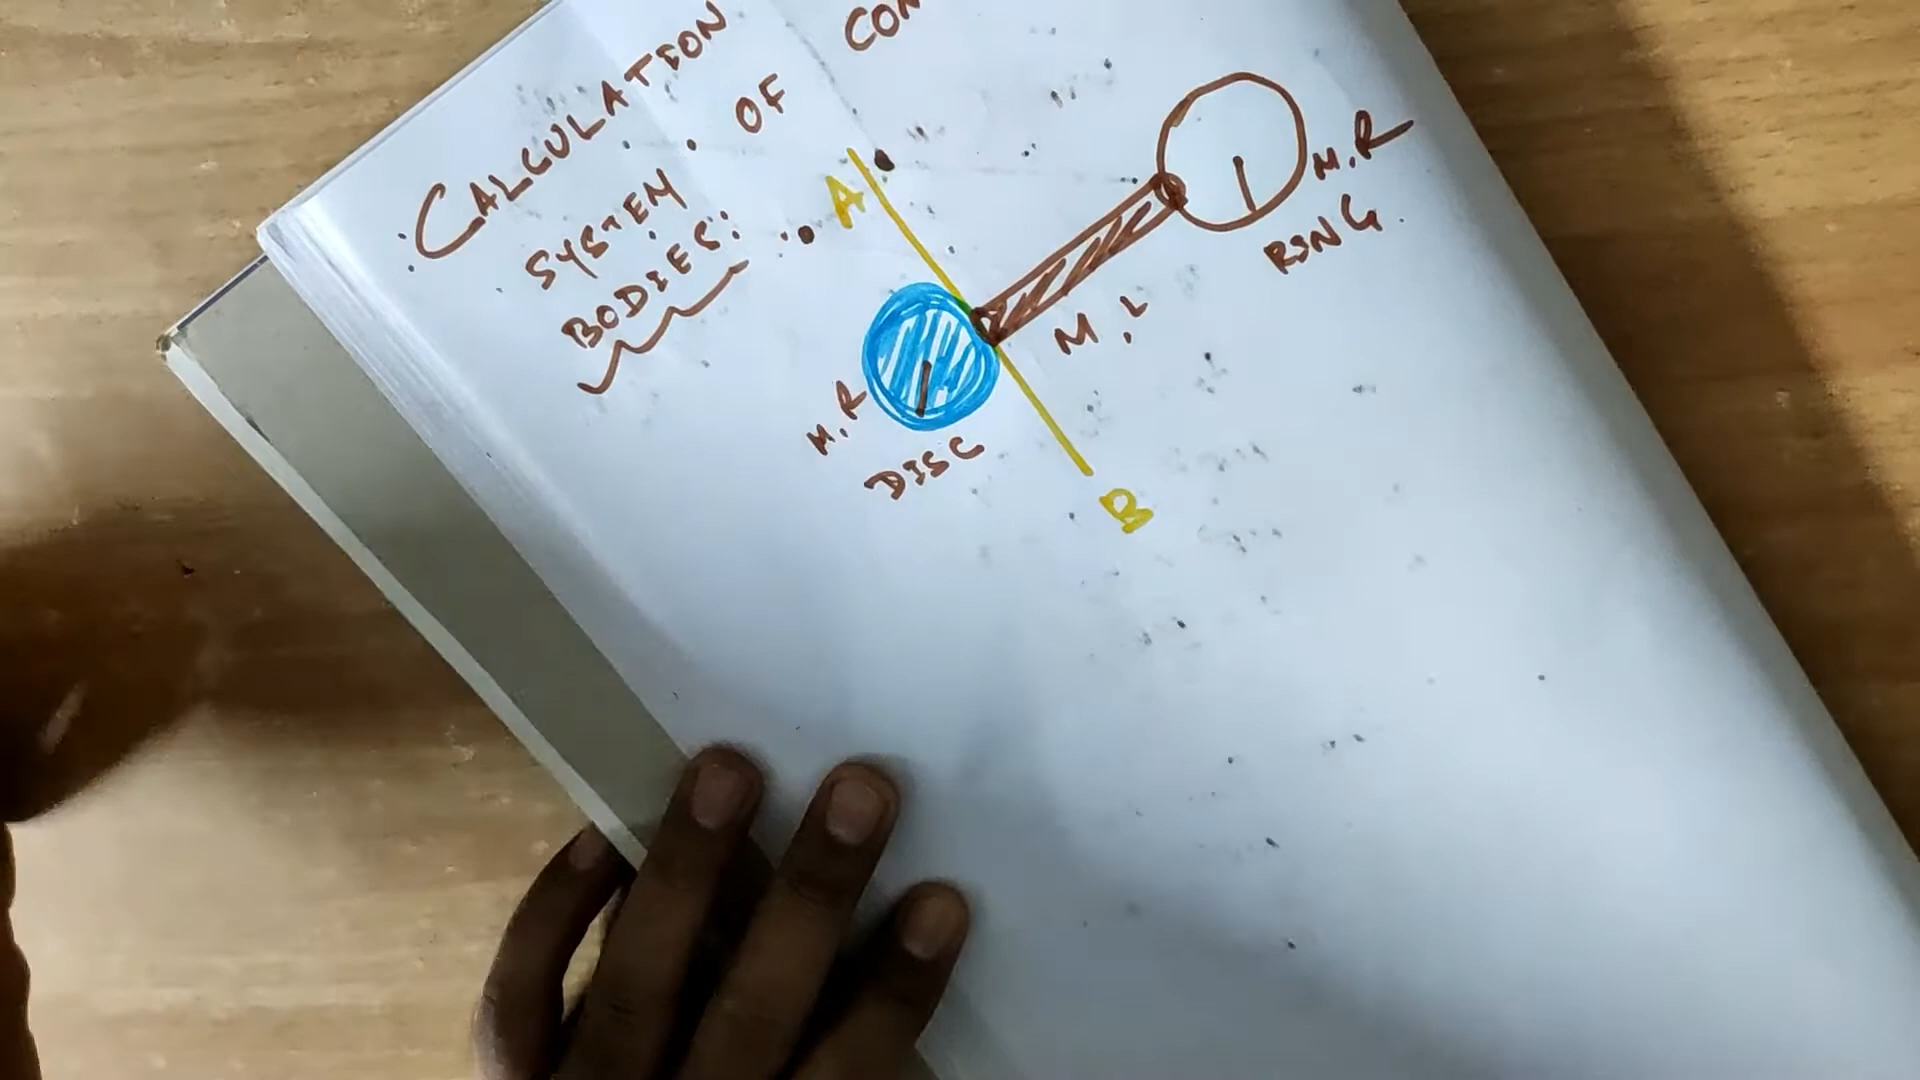 CALCULATION OF
SYSTEM
BODIES:
A
M, R
RING
M, L
M, R
DISC
B